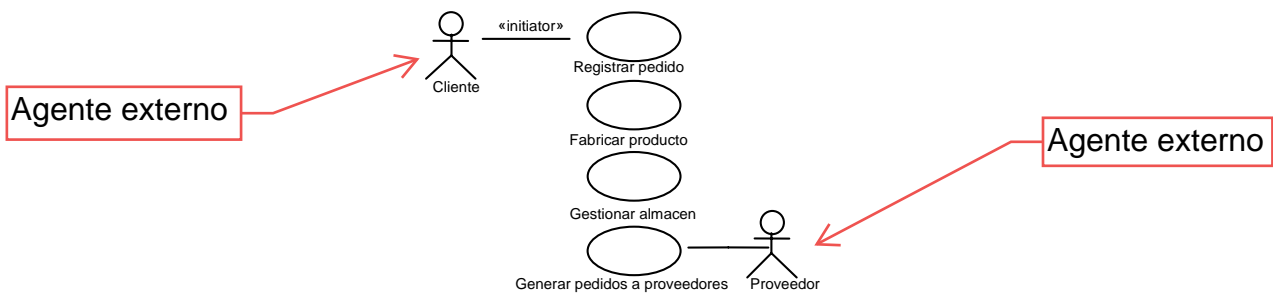 «initiator»
Registrar pedido
Cliente
Agente externo
Fabricar producto
Agente externo
Gestionar almacen
Generar pedidos a proveedores
Proveedor